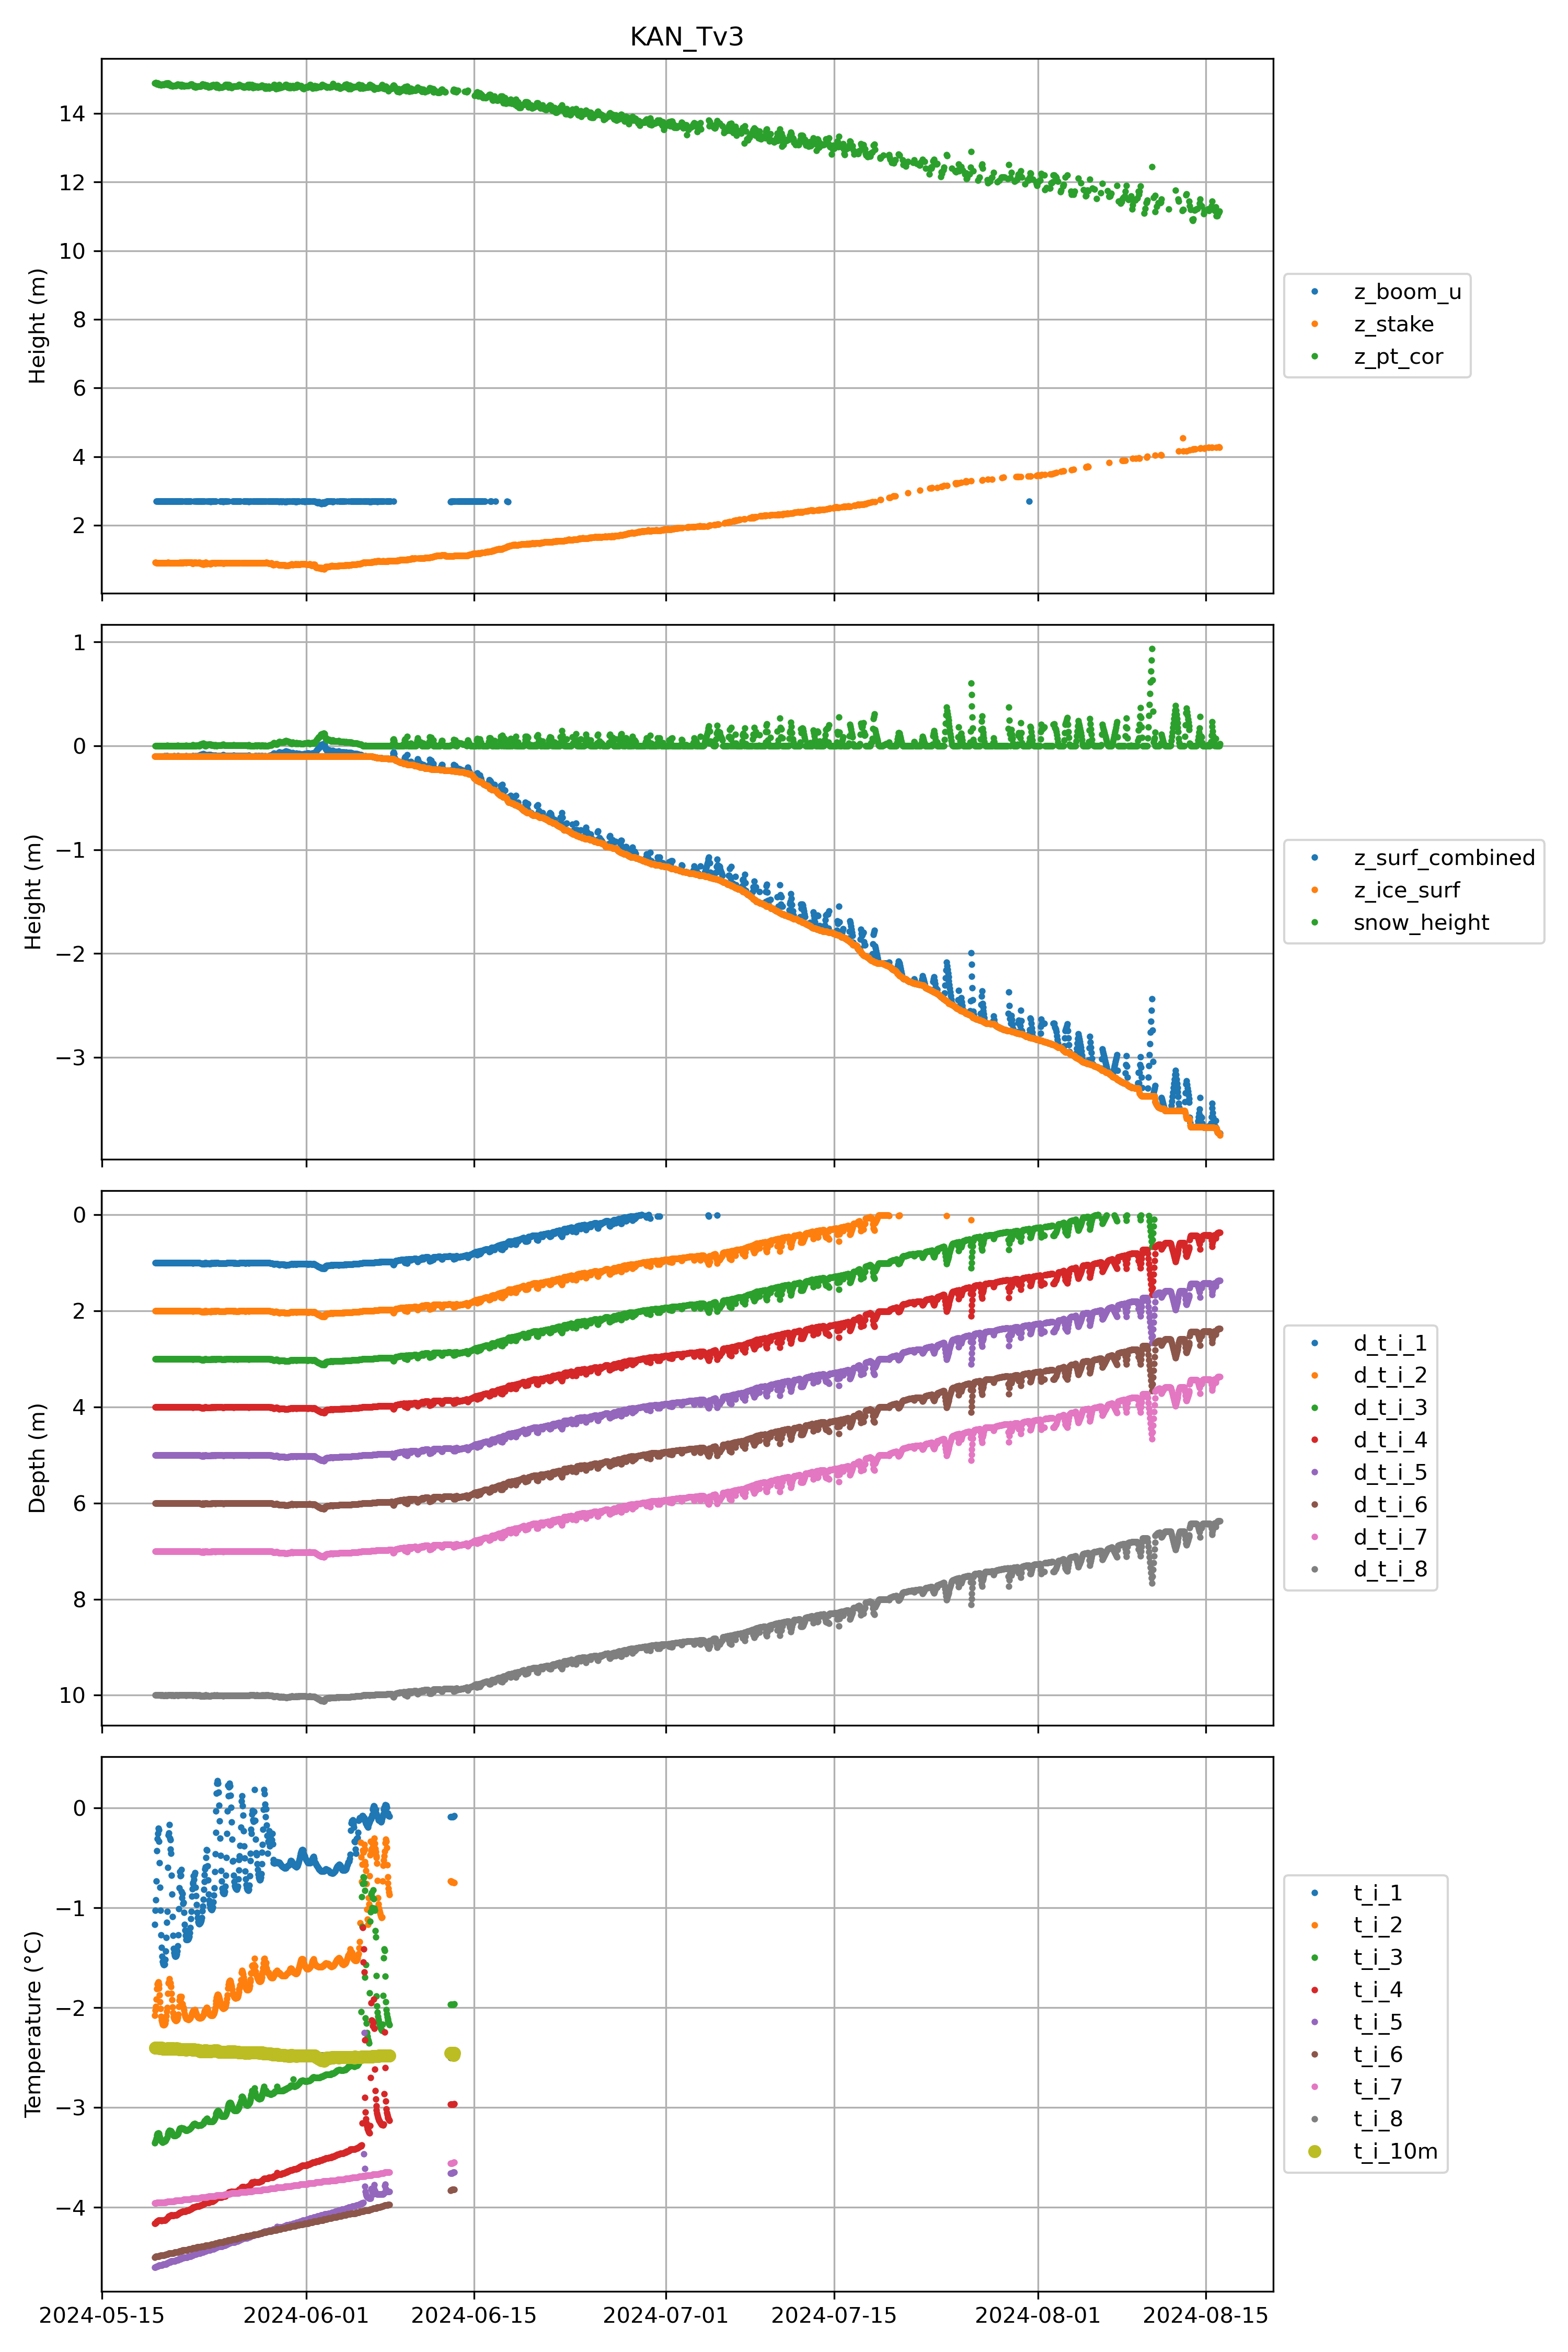 KAN_Tv3
Height (m)
14
12
10
8
6
4
2
z_boom_u
z_stake
z_pt_cor
Height (m)
1
0
−1
−2
−3
z_surf_combined
z_ice_surf
snow_height
Depth (m)
0
2
4
6
8
10
d_t_i_1
d_t_i_2
d_t_i_3
d_t_i_4
d_t_i_5
d_t_i_6
d_t_i_7
d_t_i_8
Temperature (°C)
0
−1
−2
−3
−4
t_i_1
t_i_2
t_i_3
t_i_4
t_i_5
t_i_6
t_i_7
t_i_8
t_i_10m
2024-05-15 2024-06-01 2024-06-15 2024-07-01 2024-07-15 2024-08-01 2024-08-15